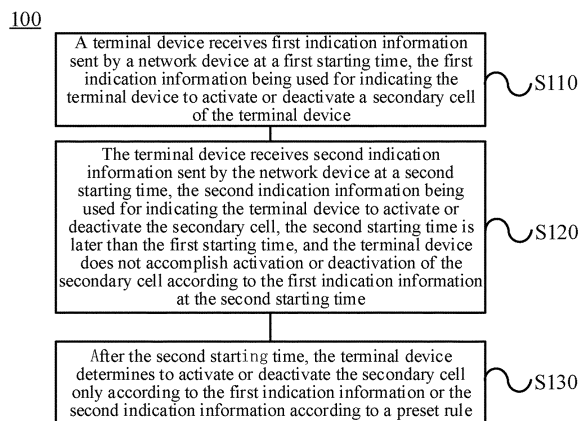 100
A terminal device receives first indication information
sent by a network device at a first starting time, the first
indication information being used for indicating the
terminal device to activate or deactivate a secondary cell
of the terminal device
S110
The terminal device receives second indication
information sent by the network device at a second
starting time, the second indication information being
used for indicating the terminal device to activate or
deactivate the secondary cell, the second starting time is
later than the first starting time, and the terminal device
does not accomplish activation or deactivation of the
secondary cell according to the first indication information
at the second starting time
S120
After the second starting time, the terminal device
determines to activate or deactivate the secondary cell
only according to the first indication information or the
second indication information according to a preset rule
S130